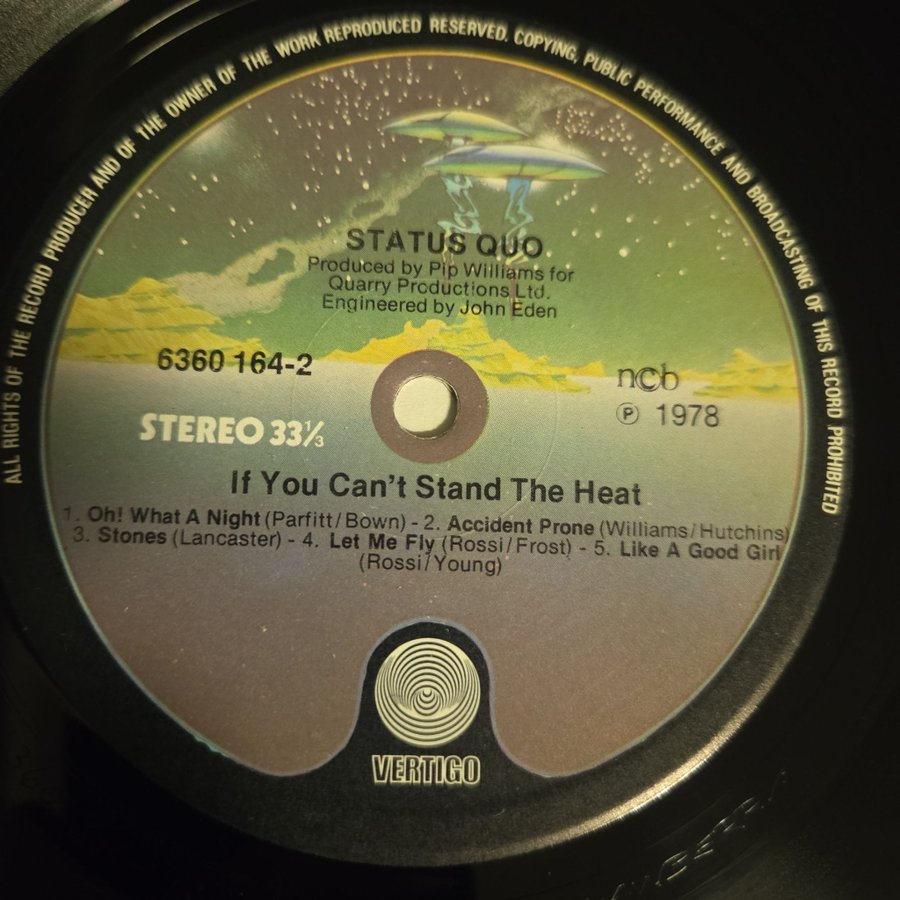 ALL RIGHTS OF THE RECORD PRODUCER AND OF THE OWNER OF THE WORK REPRODUCED RESERVED. COPYING, PUBLIC PERFORMANCE AND BROADCASTING OF THIS RECORD PROHIBITED
STATUS QUO
Produced by Pip Williams for
Quarry Productions Ltd.
Engineered by John Eden
6360 164-2
ncb
STEREO 33⅓
Ⓟ 1978
If You Can't Stand The Heat
1. Oh! What A Night (Parfitt/Bown) - 2. Accident Prone (Williams/Hutchins)
3. Stones (Lancaster) - 4. Let Me Fly (Rossi/Frost) - 5. Like A Good Girl
(Rossi/Young)
VERTIGO